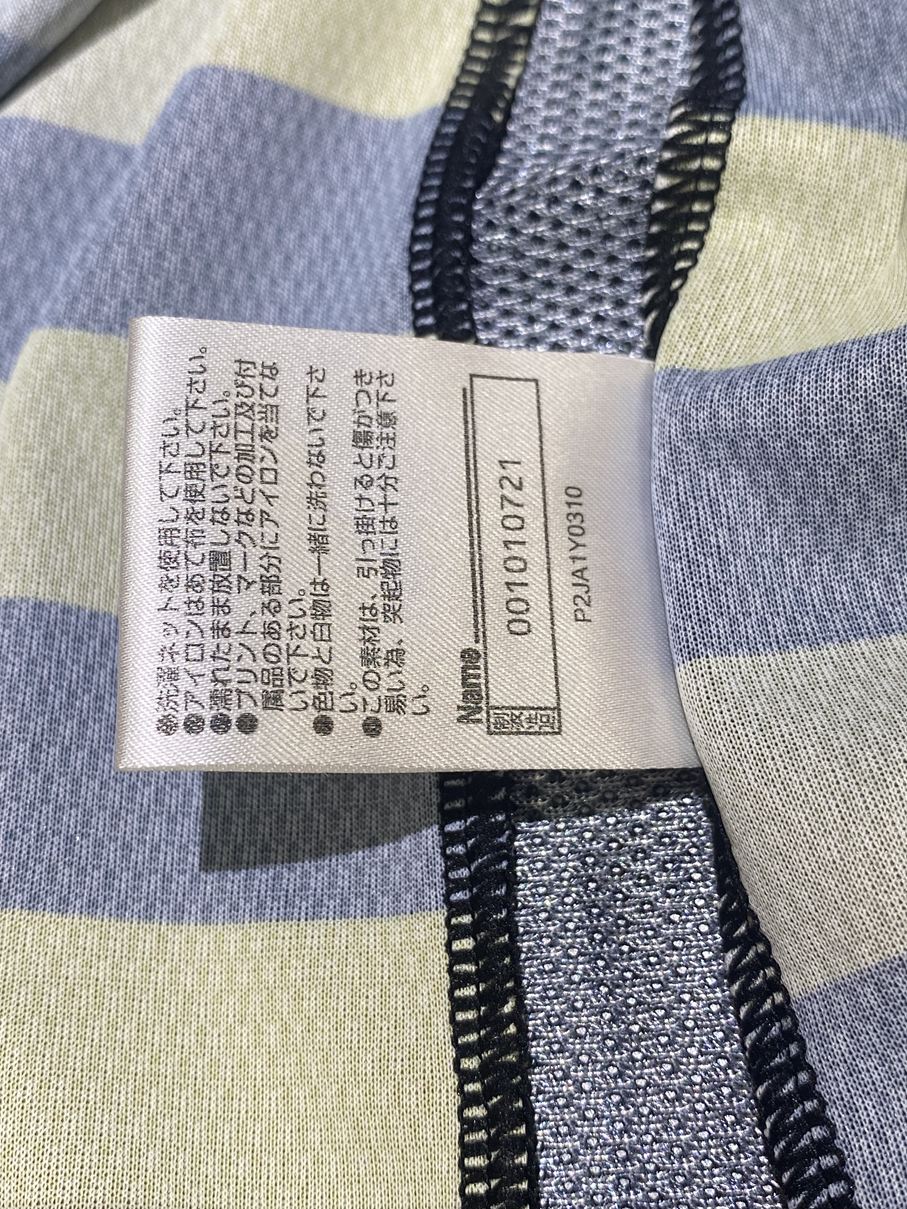 ●洗濯ネットを使用して下さい。
●アイロンはあて布を使用して下さい。
●濡れたまま放置しないで下さい。
●プリント、マークなどの加工及び付
属品のある部分にアイロンを当てな
いで下さい。
●色物と白物は一緒に洗わないで下さ
い。
●この素材は、引っ掛けると傷がつき
易い為、突起物には十分ご注意下さ
い。
Name
製造 001010721
P2JA1Y0310